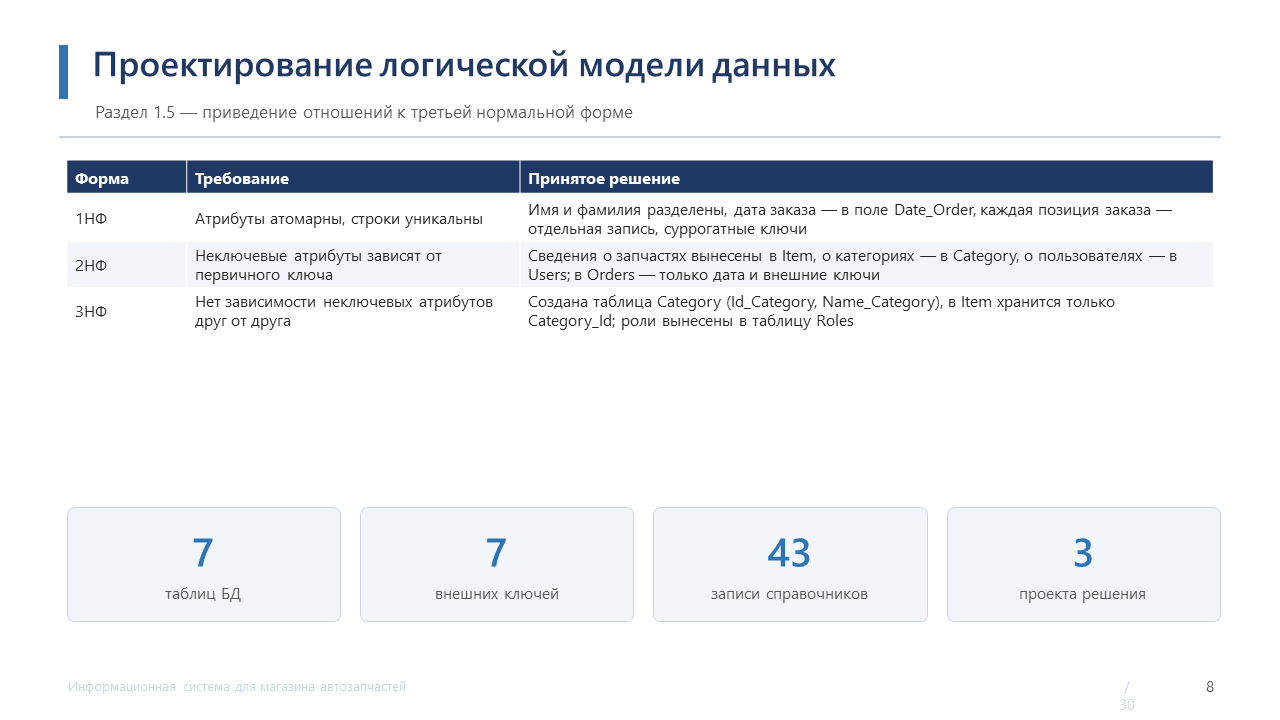 Проектирование логической модели данных
Раздел 1.5 — приведение отношений к третьей нормальной форме
Форма Требование Принятое решение
1НФ Атрибуты атомарны, строки уникальны Имя и фамилия разделены, дата заказа — в поле Date_Order, каждая позиция заказа —
отдельная запись, суррогатные ключи
2НФ Неключевые атрибуты зависят от Сведения о запчастях вынесены в Item, о категориях — в Category, о пользователях — в
первичного ключа Users; в Orders — только дата и внешние ключи
3НФ Нет зависимости неключевых атрибутов Создана таблица Category (Id_Category, Name_Category), в Item хранится только
друг от друга Category_Id; роли вынесены в таблицу Roles
7 7 43 3
таблиц БД внешних ключей записи справочников проекта решения
Информационная система для магазина автозапчастей / 8
30